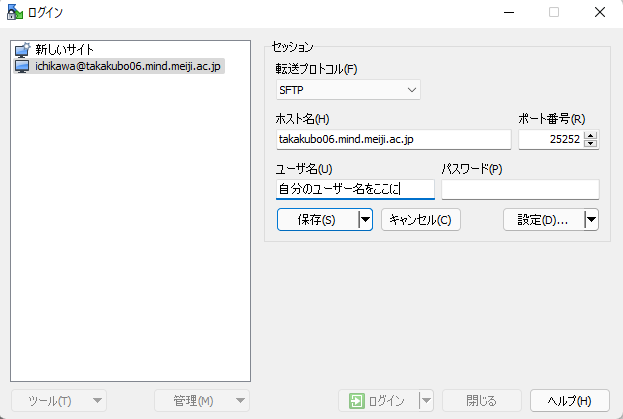 ログイン
新しいサイト
ichikawa@takakubo06.mind.meiji.ac.jp
セッション
転送プロトコル(F)
SFTP
ホスト名(H)
ポート番号(R)
takakubo06.mind.meiji.ac.jp
25252
ユーザ名(U)
パスワード(P)
自分のユーザー名をここに
保存(S)
キャンセル(C)
設定(D)...
ツール(T)
管理(M)
ログイン
閉じる
ヘルプ(H)